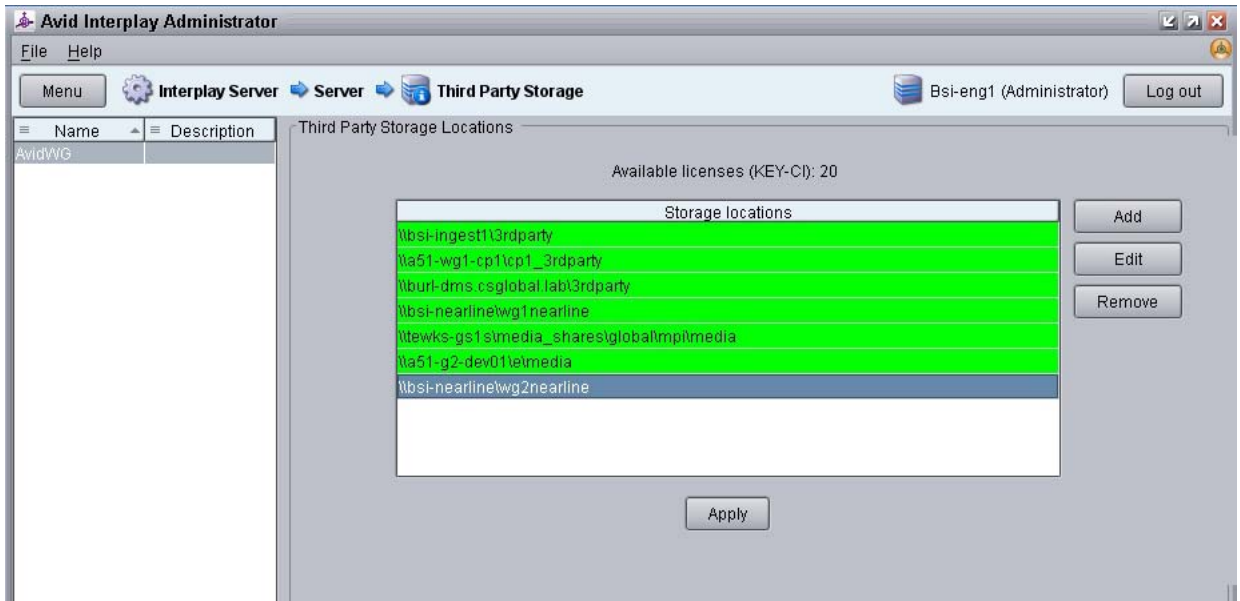 Avid Interplay Administrator
File Help
Menu Interplay Server Server Third Party Storage Bsi-eng1 (Administrator) Log out
Name Description
AvidWG
Third Party Storage Locations
Available licenses (KEY-CI): 20
Storage locations
\\bsi-ingest1\3rdparty
\\a51-wg1-cp1\cp1_3rdparty
\\burl-dms.csglobal.lab\3rdparty
\\bsi-nearline\wg1nearline
\\tewks-gs1s\media_shares\global\mpi\media
\\a51-g2-dev01\e\media
\\bsi-nearline\wg2nearline
Add
Edit
Remove
Apply